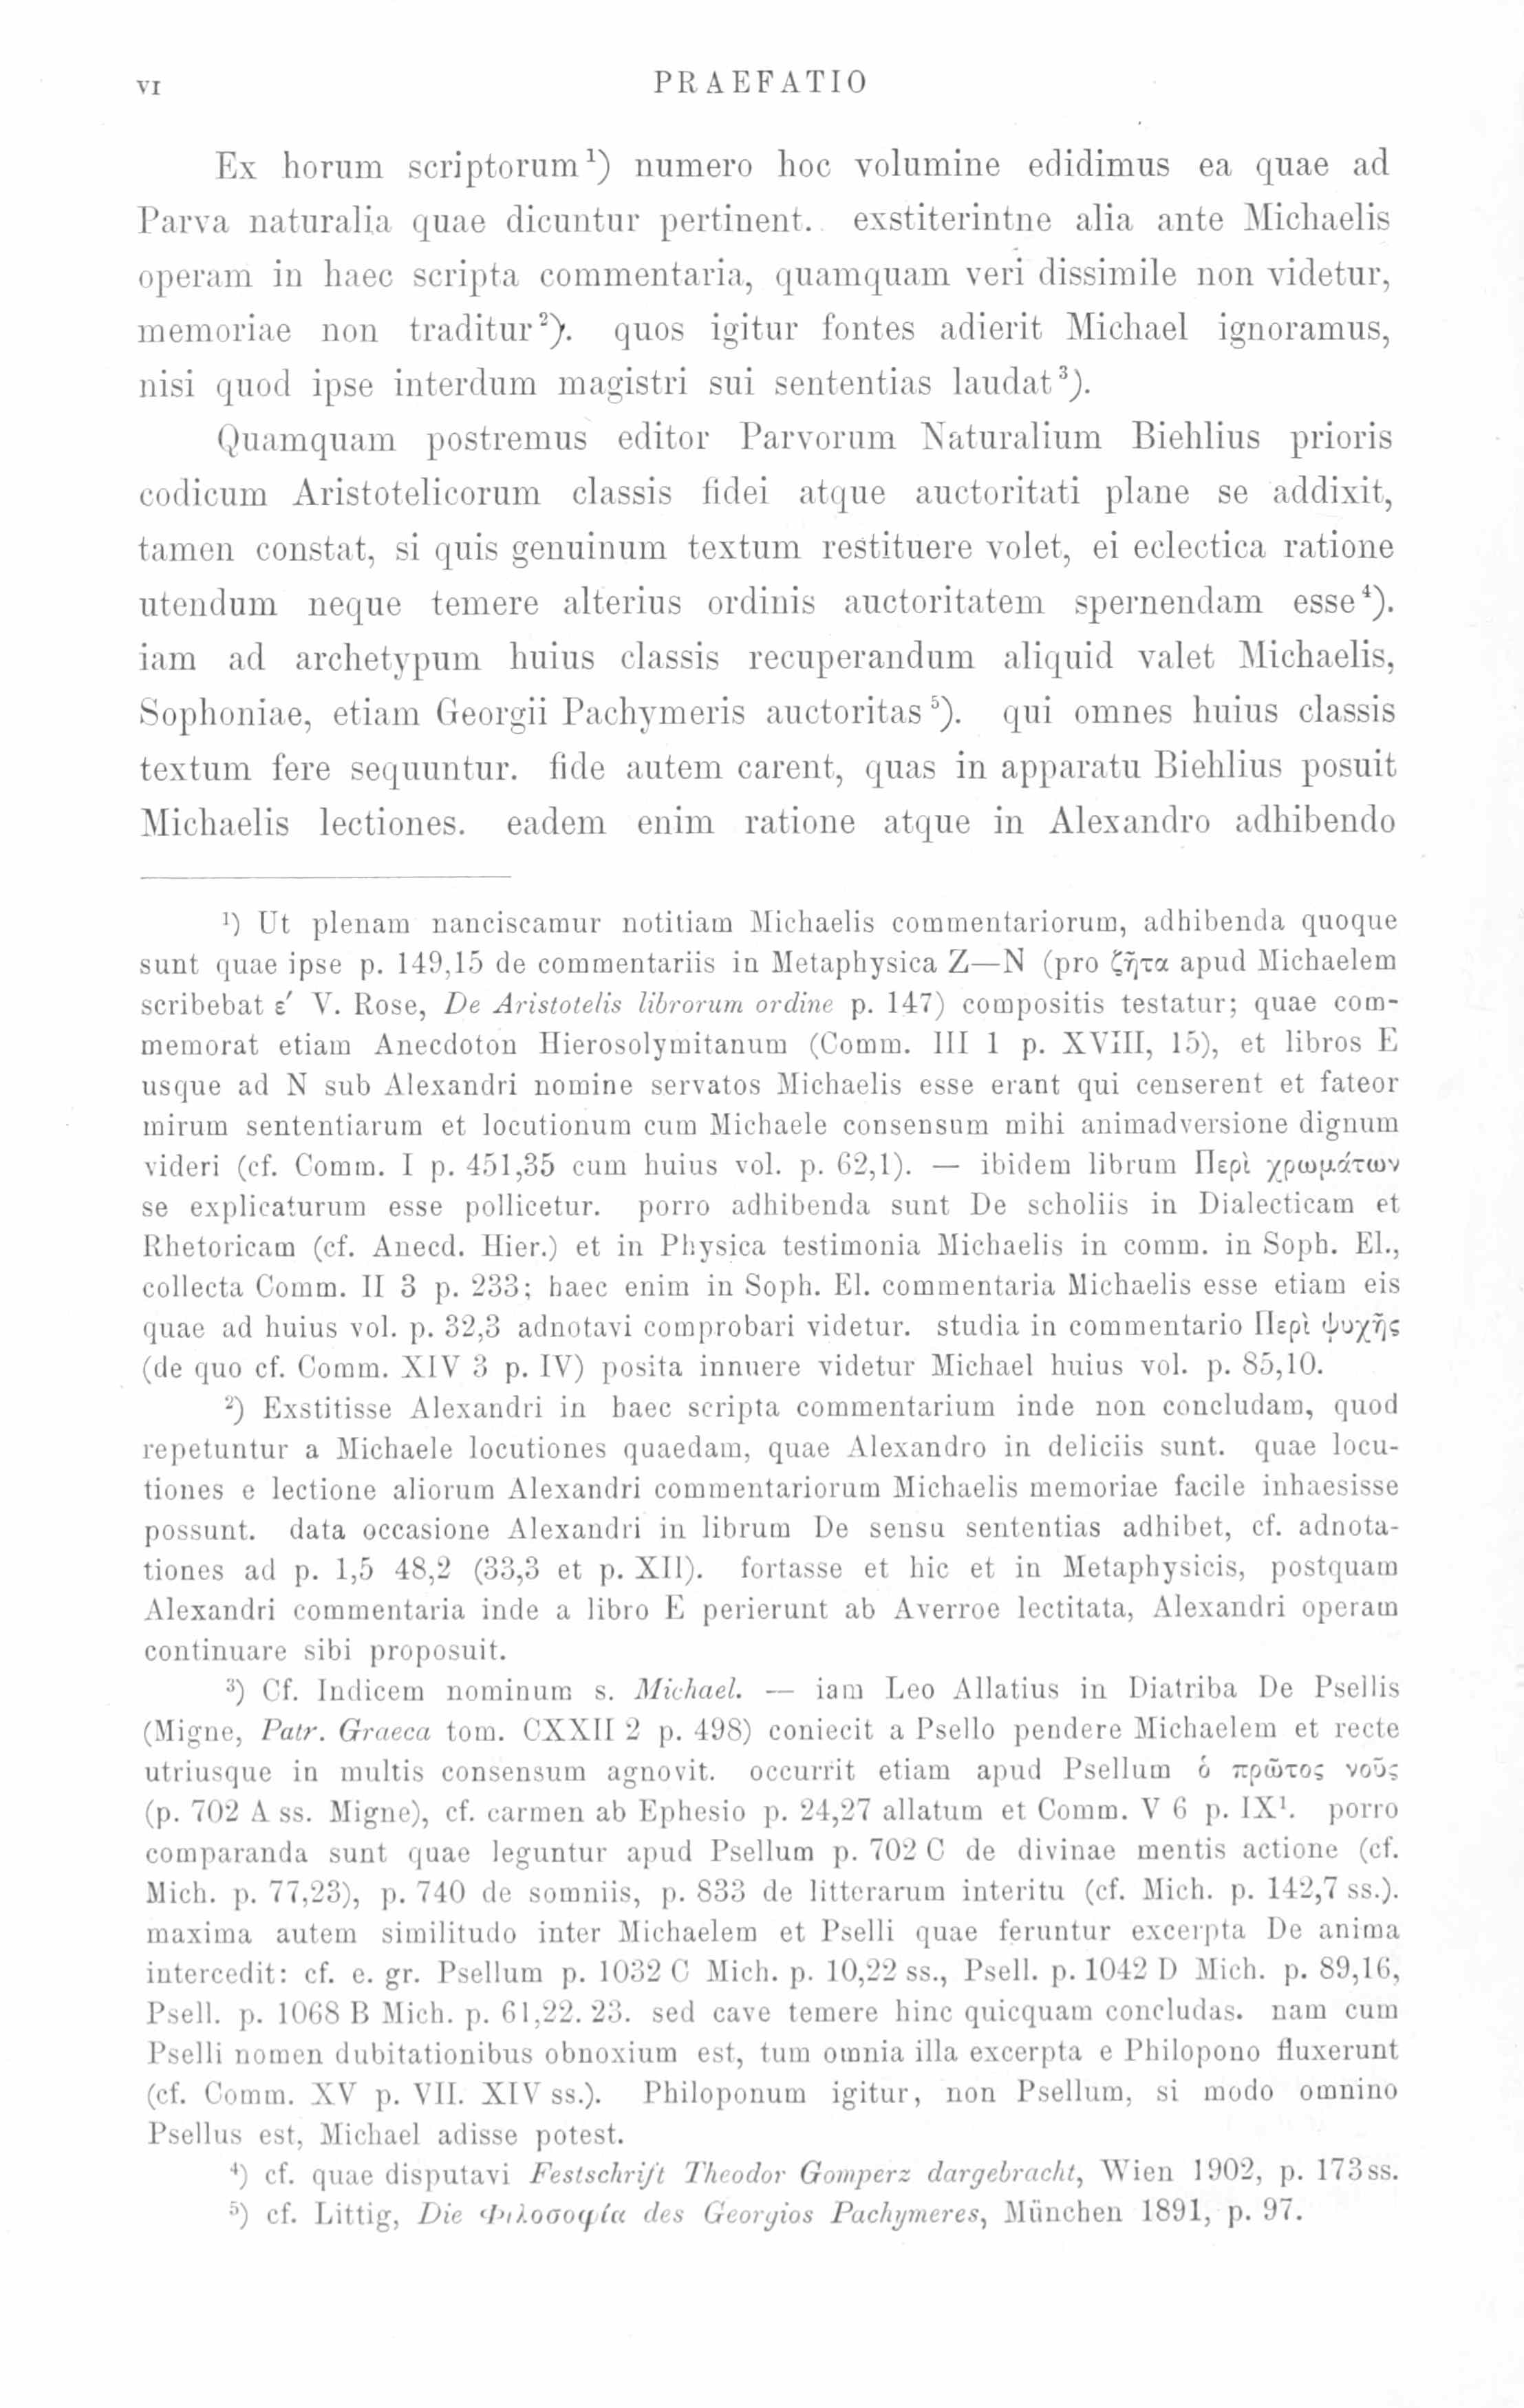 VI PRAEFATIO
Ex horum scriptorum ¹) numero hoc volumine edidimus ea quae ad
Parva naturalia quae dicuntur pertinent. exstiterintne alia ante Michaelis
operam in haec scripta commentaria, quamquam veri dissimile non videtur,
memoriae non traditur ²). quos igitur fontes adierit Michael ignoramus,
nisi quod ipse interdum magistri sui sententias laudat ³).
Quamquam postremus editor Parvorum Naturalium Biehlius prioris
codicum Aristotelicorum classis fidei atque auctoritati plane se addixit,
tamen constat, si quis genuinum textum restituere volet, ei eclectica ratione
utendum neque temere alterius ordinis auctoritatem spernendam esse ⁴).
iam ad archetypum huius classis recuperandum aliquid valet Michaelis,
Sophoniae, etiam Georgii Pachymeris auctoritas ⁵). qui omnes huius classis
textum fere sequuntur. fide autem carent, quas in apparatu Biehlius posuit
Michaelis lectiones. eadem enim ratione atque in Alexandro adhibendo
¹) Ut plenam nanciscamur notitiam Michaelis commentariorum, adhibenda quoque
sunt quae ipse p. 149,15 de commentariis in Metaphysica Z—N (pro ζῆτα apud Michaelem
scribebat ε′ V. Rose, De Aristotelis librorum ordine p. 147) compositis testatur; quae com-
memorat etiam Anecdoton Hierosolymitanum (Comm. III 1 p. XVIII, 15), et libros E
usque ad N sub Alexandri nomine servatos Michaelis esse erant qui censerent et fateor
mirum sententiarum et locutionum cum Michaele consensum mihi animadversione dignum
videri (cf. Comm. I p. 451,35 cum huius vol. p. 62,1). — ibidem librum Περὶ χρωμάτων
se explicaturum esse pollicetur. porro adhibenda sunt De scholiis in Dialecticam et
Rhetoricam (cf. Anecd. Hier.) et in Physica testimonia Michaelis in comm. in Soph. El.,
collecta Comm. II 3 p. 233; haec enim in Soph. El. commentaria Michaelis esse etiam eis
quae ad huius vol. p. 32,3 adnotavi comprobari videtur. studia in commentario Περὶ ψυχῆς
(de quo cf. Comm. XIV 3 p. IV) posita innuere videtur Michael huius vol. p. 85,10.
²) Exstitisse Alexandri in haec scripta commentarium inde non concludam, quod
repetuntur a Michaele locutiones quaedam, quae Alexandro in deliciis sunt. quae locu-
tiones e lectione aliorum Alexandri commentariorum Michaelis memoriae facile inhaesisse
possunt. data occasione Alexandri in librum De sensu sententias adhibet, cf. adnota-
tiones ad p. 1,5 48,2 (33,3 et p. XII). fortasse et hic et in Metaphysicis, postquam
Alexandri commentaria inde a libro E perierunt ab Averroe lectitata, Alexandri operam
continuare sibi proposuit.
³) Cf. Indicem nominum s. Michael. — iam Leo Allatius in Diatriba De Psellis
(Migne, Patr. Graeca tom. CXXII 2 p. 498) coniecit a Psello pendere Michaelem et recte
utriusque in multis consensum agnovit. occurrit etiam apud Psellum ὁ πρῶτος νοῦς
(p. 702 A ss. Migne), cf. carmen ab Ephesio p. 24,27 allatum et Comm. V 6 p. IX¹. porro
comparanda sunt quae leguntur apud Psellum p. 702 C de divinae mentis actione (cf.
Mich. p. 77,23), p. 740 de somniis, p. 833 de litterarum interitu (cf. Mich. p. 142,7 ss.).
maxima autem similitudo inter Michaelem et Pselli quae feruntur excerpta De anima
intercedit: cf. e. gr. Psellum p. 1032 C Mich. p. 10,22 ss., Psell. p. 1042 D Mich. p. 89,16,
Psell. p. 1068 B Mich. p. 61,22. 23. sed cave temere hinc quicquam concludas. nam cum
Pselli nomen dubitationibus obnoxium est, tum omnia illa excerpta e Philopono fluxerunt
(cf. Comm. XV p. VII. XIV ss.). Philoponum igitur, non Psellum, si modo omnino
Psellus est, Michael adisse potest.
⁴) cf. quae disputavi Festschrift Theodor Gomperz dargebracht, Wien 1902, p. 173 ss.
⁵) cf. Littig, Die Φιλοσοφία des Georgios Pachymeres, München 1891, p. 97.